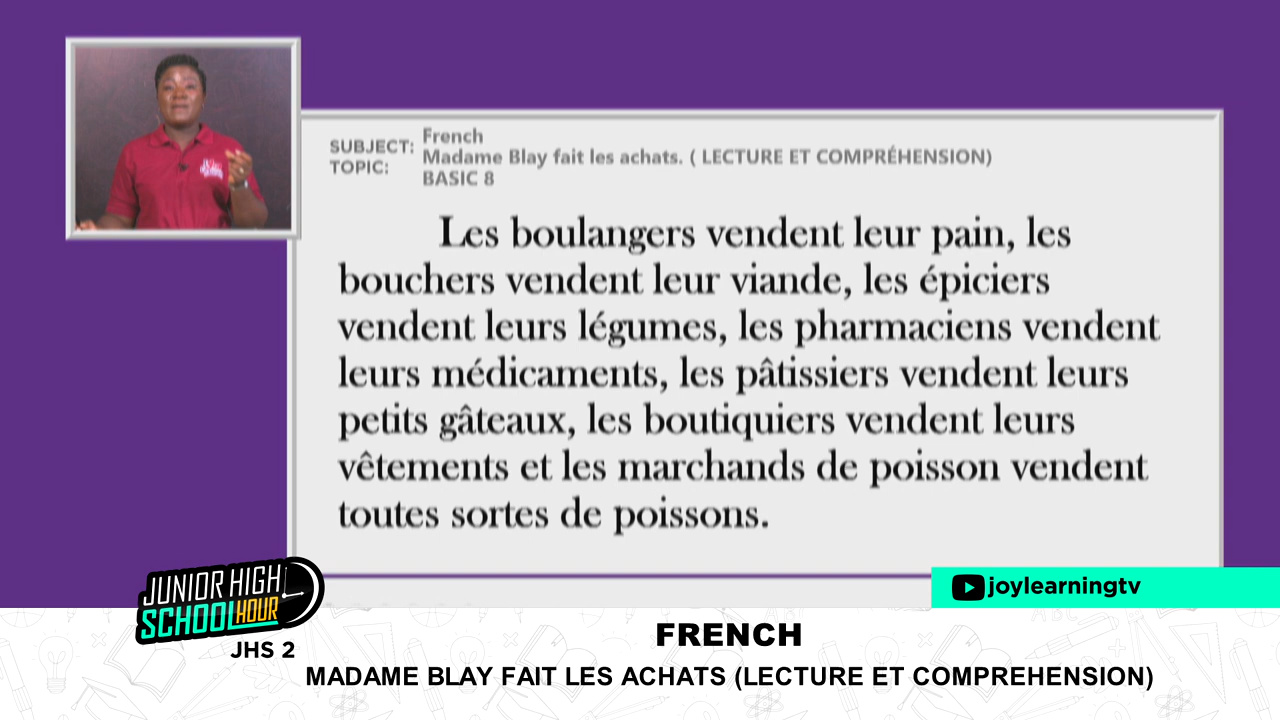 SUBJECT: French
TOPIC: Madame Blay fait les achats. ( LECTURE ET COMPRÉHENSION)
BASIC 8
Les boulangers vendent leur pain, les
bouchers vendent leur viande, les épiciers
vendent leurs légumes, les pharmaciens vendent
leurs médicaments, les pâtissiers vendent leurs
petits gâteaux, les boutiquiers vendent leurs
vêtements et les marchands de poisson vendent
toutes sortes de poissons.
JUNIOR HIGH
SCHOOL HOUR
JHS 2
joylearningtv
FRENCH
MADAME BLAY FAIT LES ACHATS (LECTURE ET COMPREHENSION)